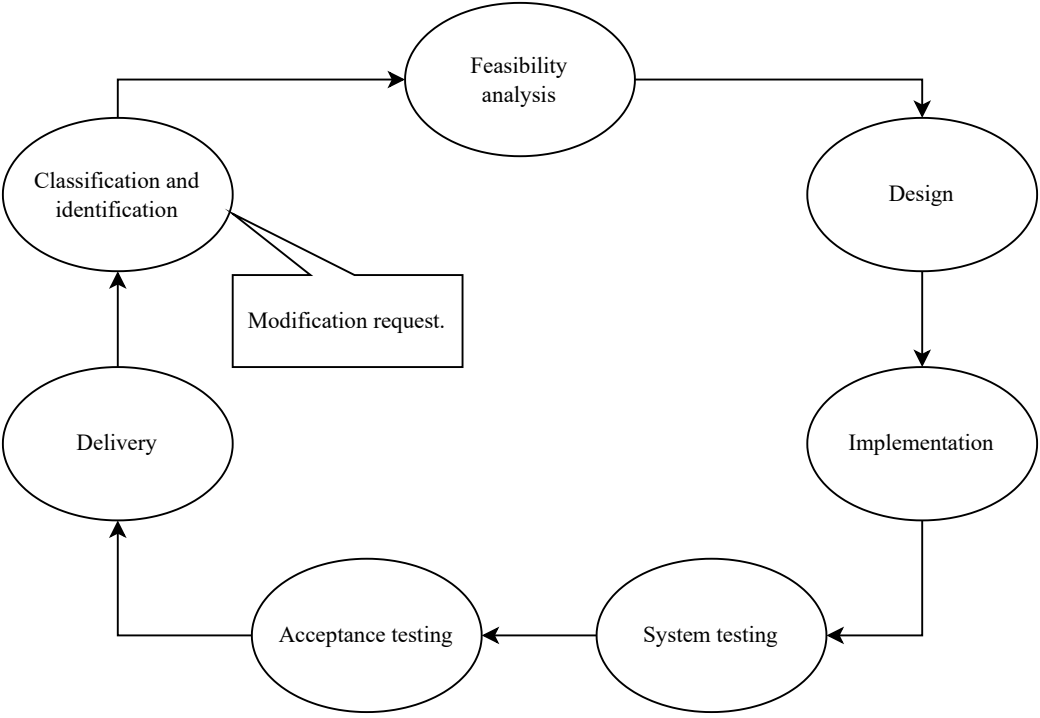 Feasibility
analysis
Classification and
identification
Design
Modification request.
Delivery
Implementation
Acceptance testing
System testing